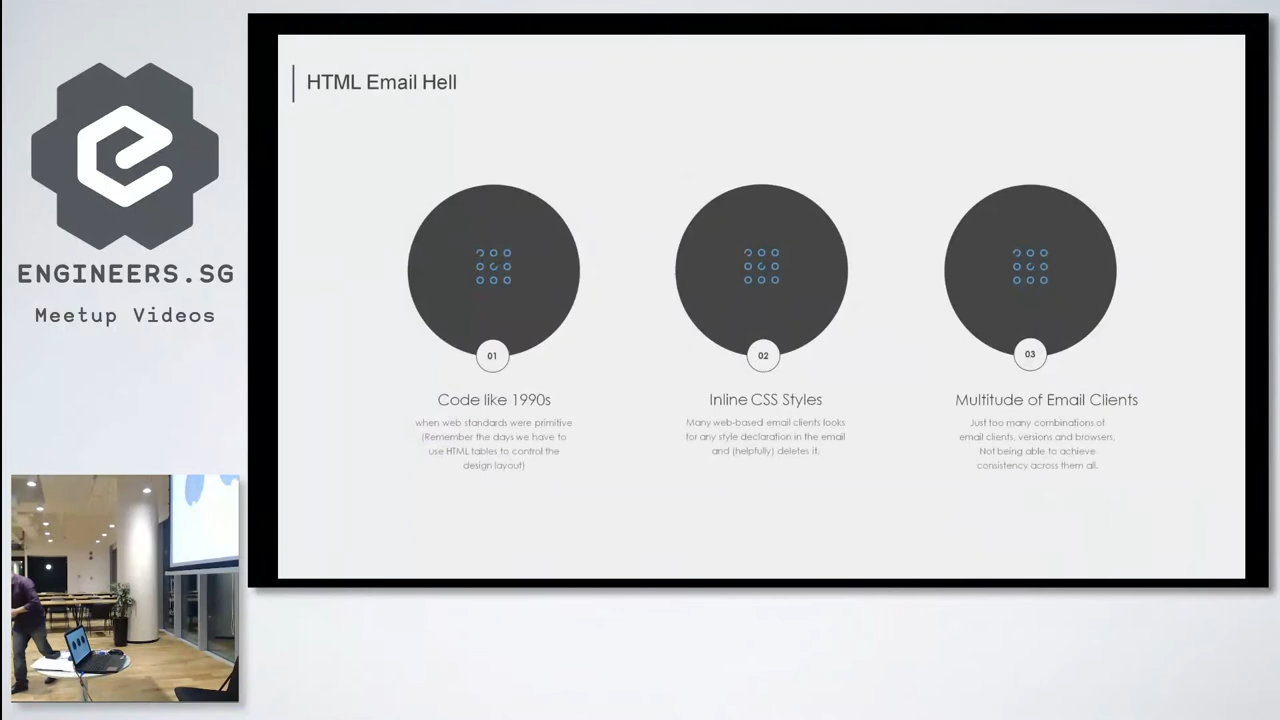 ENGINEERS.SG
Meetup Videos
HTML Email Hell
01
Code like 1990s
when web standards were primitive
(Remember the days we have to
use HTML tables to control the
design layout)
02
Inline CSS Styles
Many web-based email clients looks
for any style declaration in the email
and (helpfully) deletes it.
03
Multitude of Email Clients
Just too many combinations of
email clients, versions and browsers.
Not being able to achieve
consistency across them all.